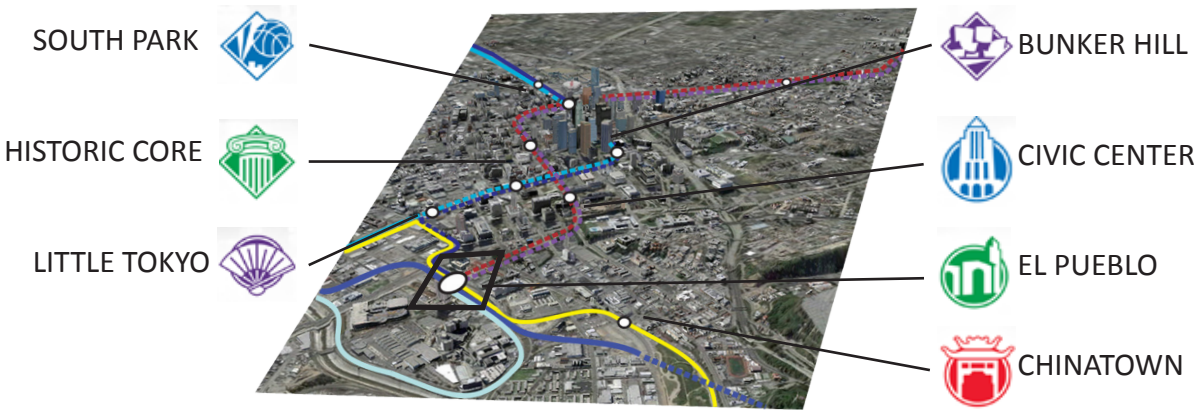 SOUTH PARK
HISTORIC CORE
LITTLE TOKYO
BUNKER HILL
CIVIC CENTER
EL PUEBLO
CHINATOWN